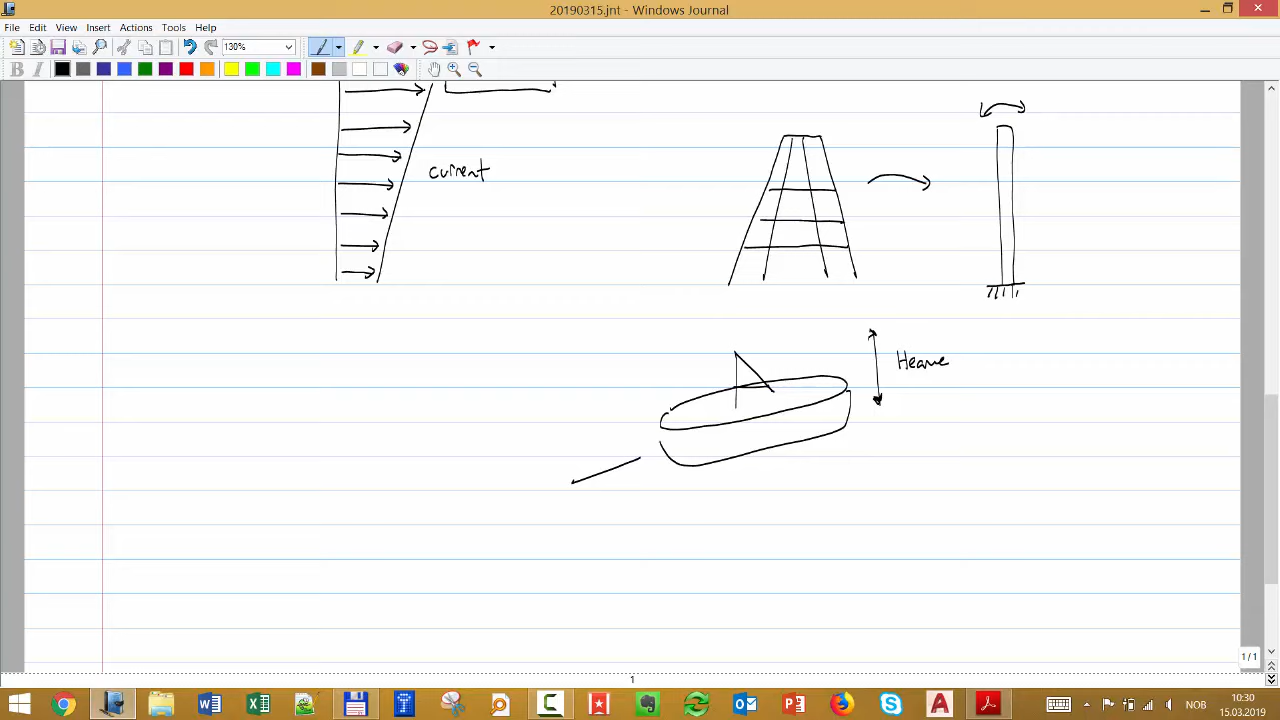 20190315.jnt - Windows Journal
File Edit View Insert Actions Tools Help
130%
current
Heave
1 / 1
1
NOB
10:30
15.03.2019